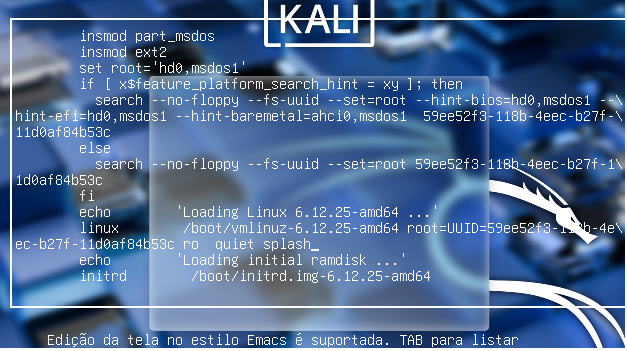 KALI
insmod part_msdos
insmod ext2
set root='hd0,msdos1'
if [ x$feature_platform_search_hint = xy ]; then
search --no-floppy --fs-uuid --set=root --hint-bios=hd0,msdos1 --\
hint-efi=hd0,msdos1 --hint-baremetal=ahci0,msdos1  59ee52f3-118b-4eec-b27f-\
11d0af84b53c
else
search --no-floppy --fs-uuid --set=root 59ee52f3-118b-4eec-b27f-1\
1d0af84b53c
fi
echo 'Loading Linux 6.12.25-amd64 ...'
linux /boot/vmlinuz-6.12.25-amd64 root=UUID=59ee52f3-118b-4e\
ec-b27f-11d0af84b53c ro  quiet splash_
echo 'Loading initial ramdisk ...'
initrd /boot/initrd.img-6.12.25-amd64
Edição da tela no estilo Emacs é suportada. TAB para listar